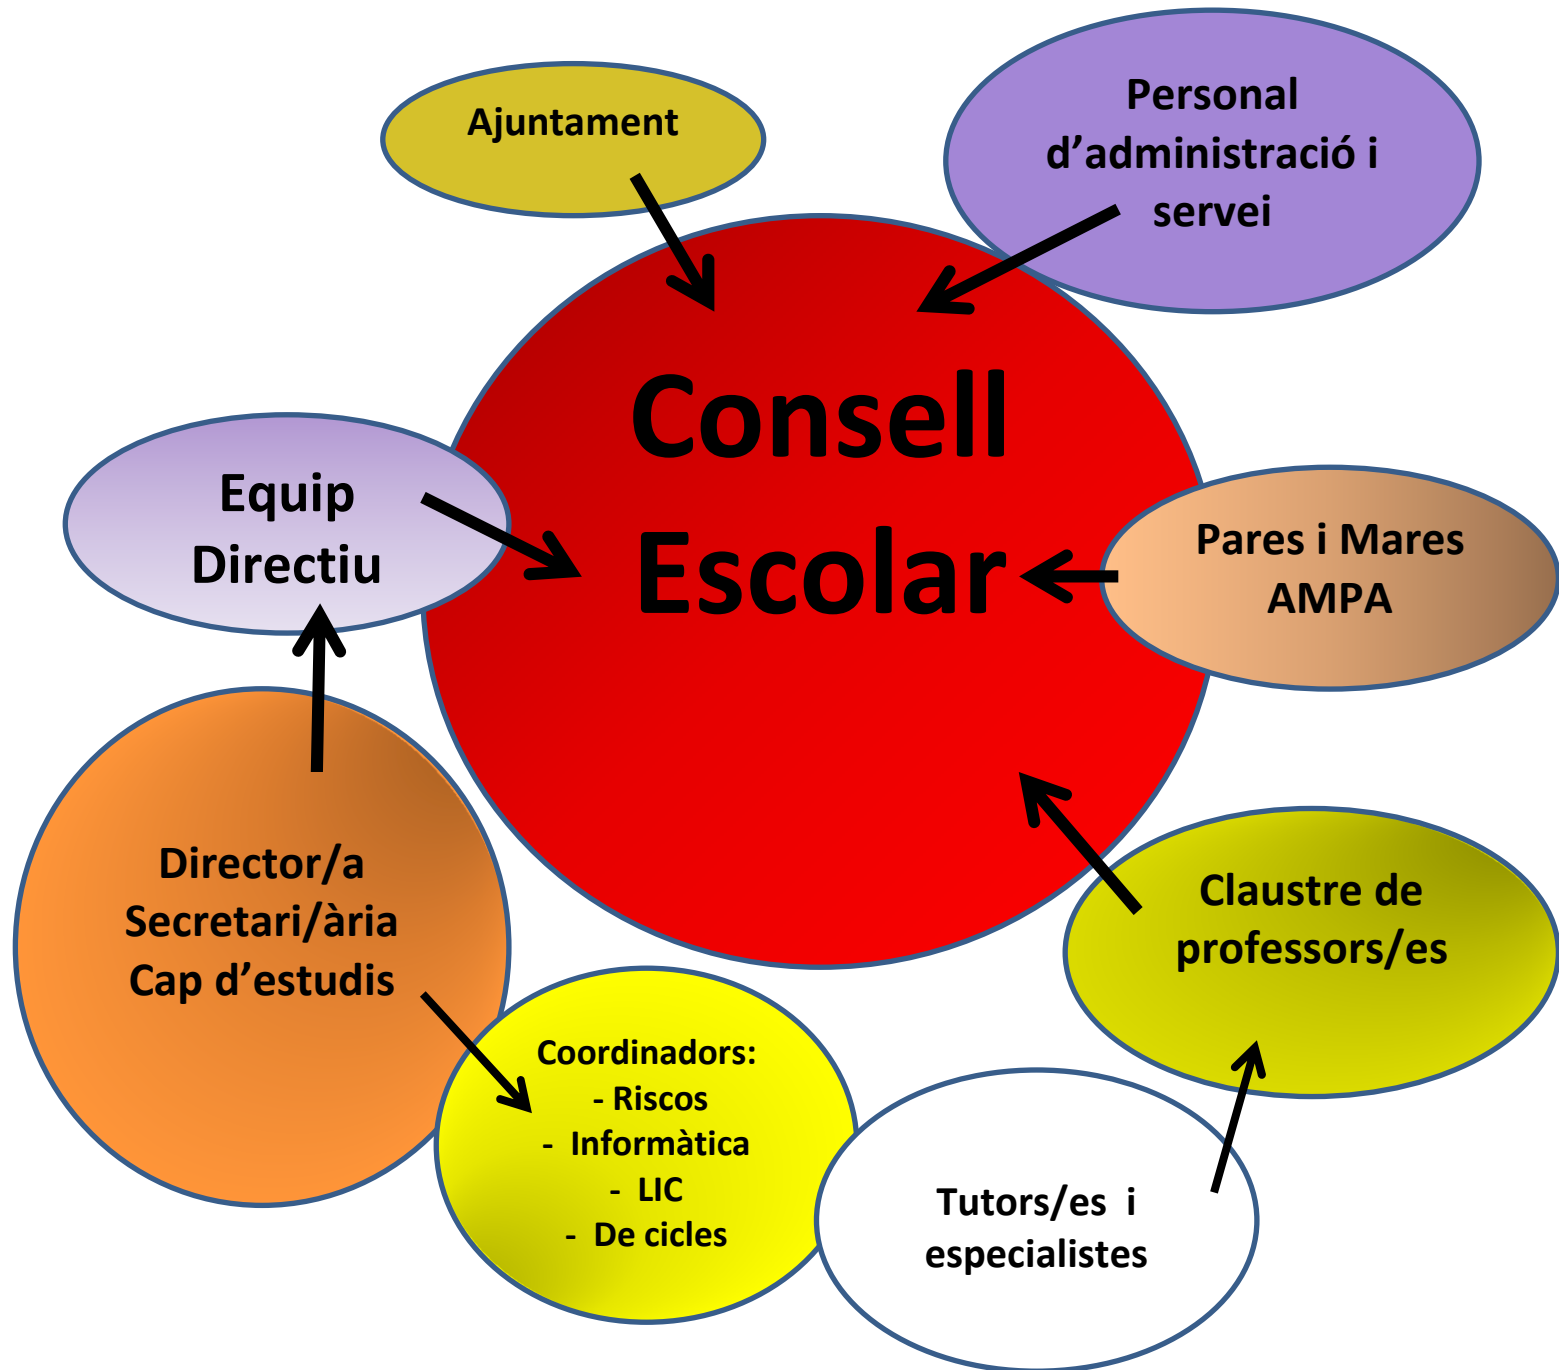 Ajuntament
Personal
d’administració i
servei
Consell
Escolar
Equip
Directiu
Pares i Mares
AMPA
Director/a
Secretari/ària
Cap d’estudis
Claustre de
professors/es
Coordinadors:
- Riscos
- Informàtica
- LIC
- De cicles
Tutors/es i
especialistes